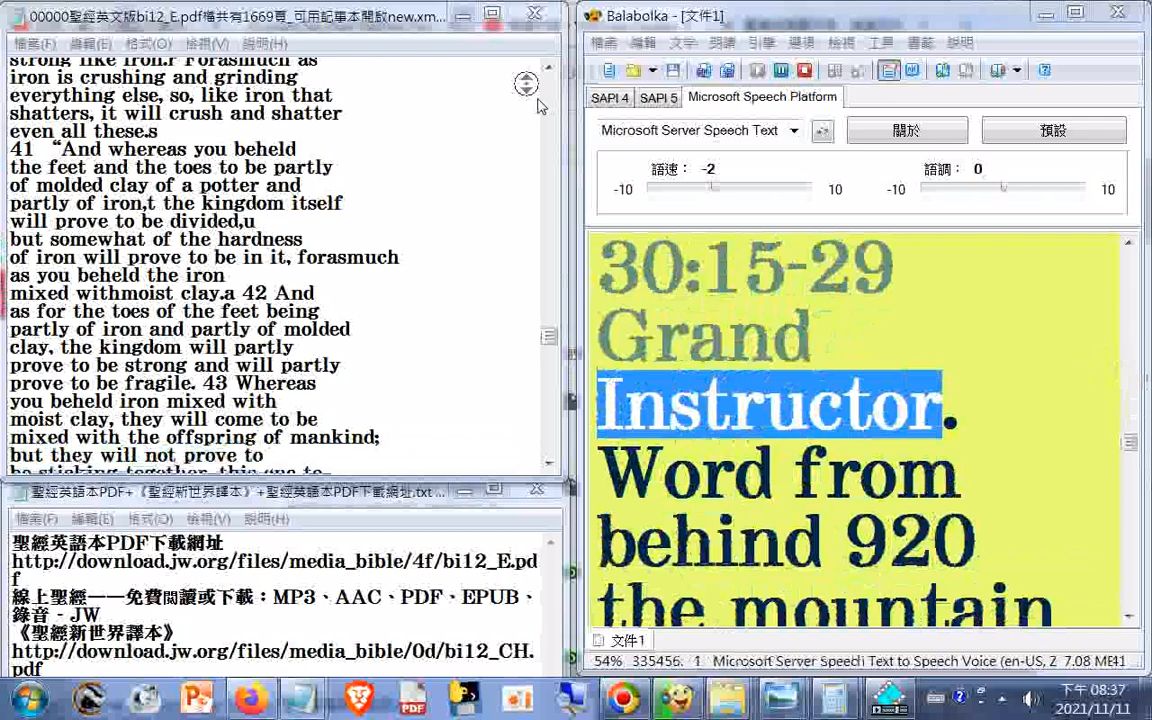 00000聖經英文版bi12_E.pdf檔共有1669頁_可用記事本開啟new.xm...
檔案(F) 編輯(E) 格式(O) 檢視(V) 說明(H)
strong like iron.r Forasmuch as
iron is crushing and grinding
everything else, so, like iron that
shatters, it will crush and shatter
even all these.s
41 “And whereas you beheld
the feet and the toes to be partly
of molded clay of a potter and
partly of iron,t the kingdom itself
will prove to be divided,u
but somewhat of the hardness
of iron will prove to be in it, forasmuch
as you beheld the iron
mixed withmoist clay.a 42 And
as for the toes of the feet being
partly of iron and partly of molded
clay, the kingdom will partly
prove to be strong and will partly
prove to be fragile. 43 Whereas
you beheld iron mixed with
moist clay, they will come to be
mixed with the offspring of mankind;
but they will not prove to
be sticking together, this one to-
聖經英語本PDF+《聖經新世界譯本》+聖經英語本PDF下載網址.txt ...
檔案(F) 編輯(E) 格式(O) 檢視(V) 說明(H)
聖經英語本PDF下載網址
http://download.jw.org/files/media_bible/4f/bi12_E.pd
f
線上聖經——免費閱讀或下載：MP3、AAC、PDF、EPUB、
錄音 - JW
《聖經新世界譯本》
http://download.jw.org/files/media_bible/0d/bi12_CH.
pdf
Balabolka - [文件1]
檔案 編輯 文字 朗讀 引擎 選項 檢視 工具 書籤 說明
SAPI 4 SAPI 5 Microsoft Speech Platform
Microsoft Server Speech Text 關於 預設
語速： -2 語調： 0
-10 10 -10 10
30:15-29
Grand
Instructor.
Word from
behind 920
the mountain
文件1
54% 335456. 1 Microsoft Server Speech Text to Speech Voice (en-US, Z 7.08 ME41
下午 08:37
2021/11/11